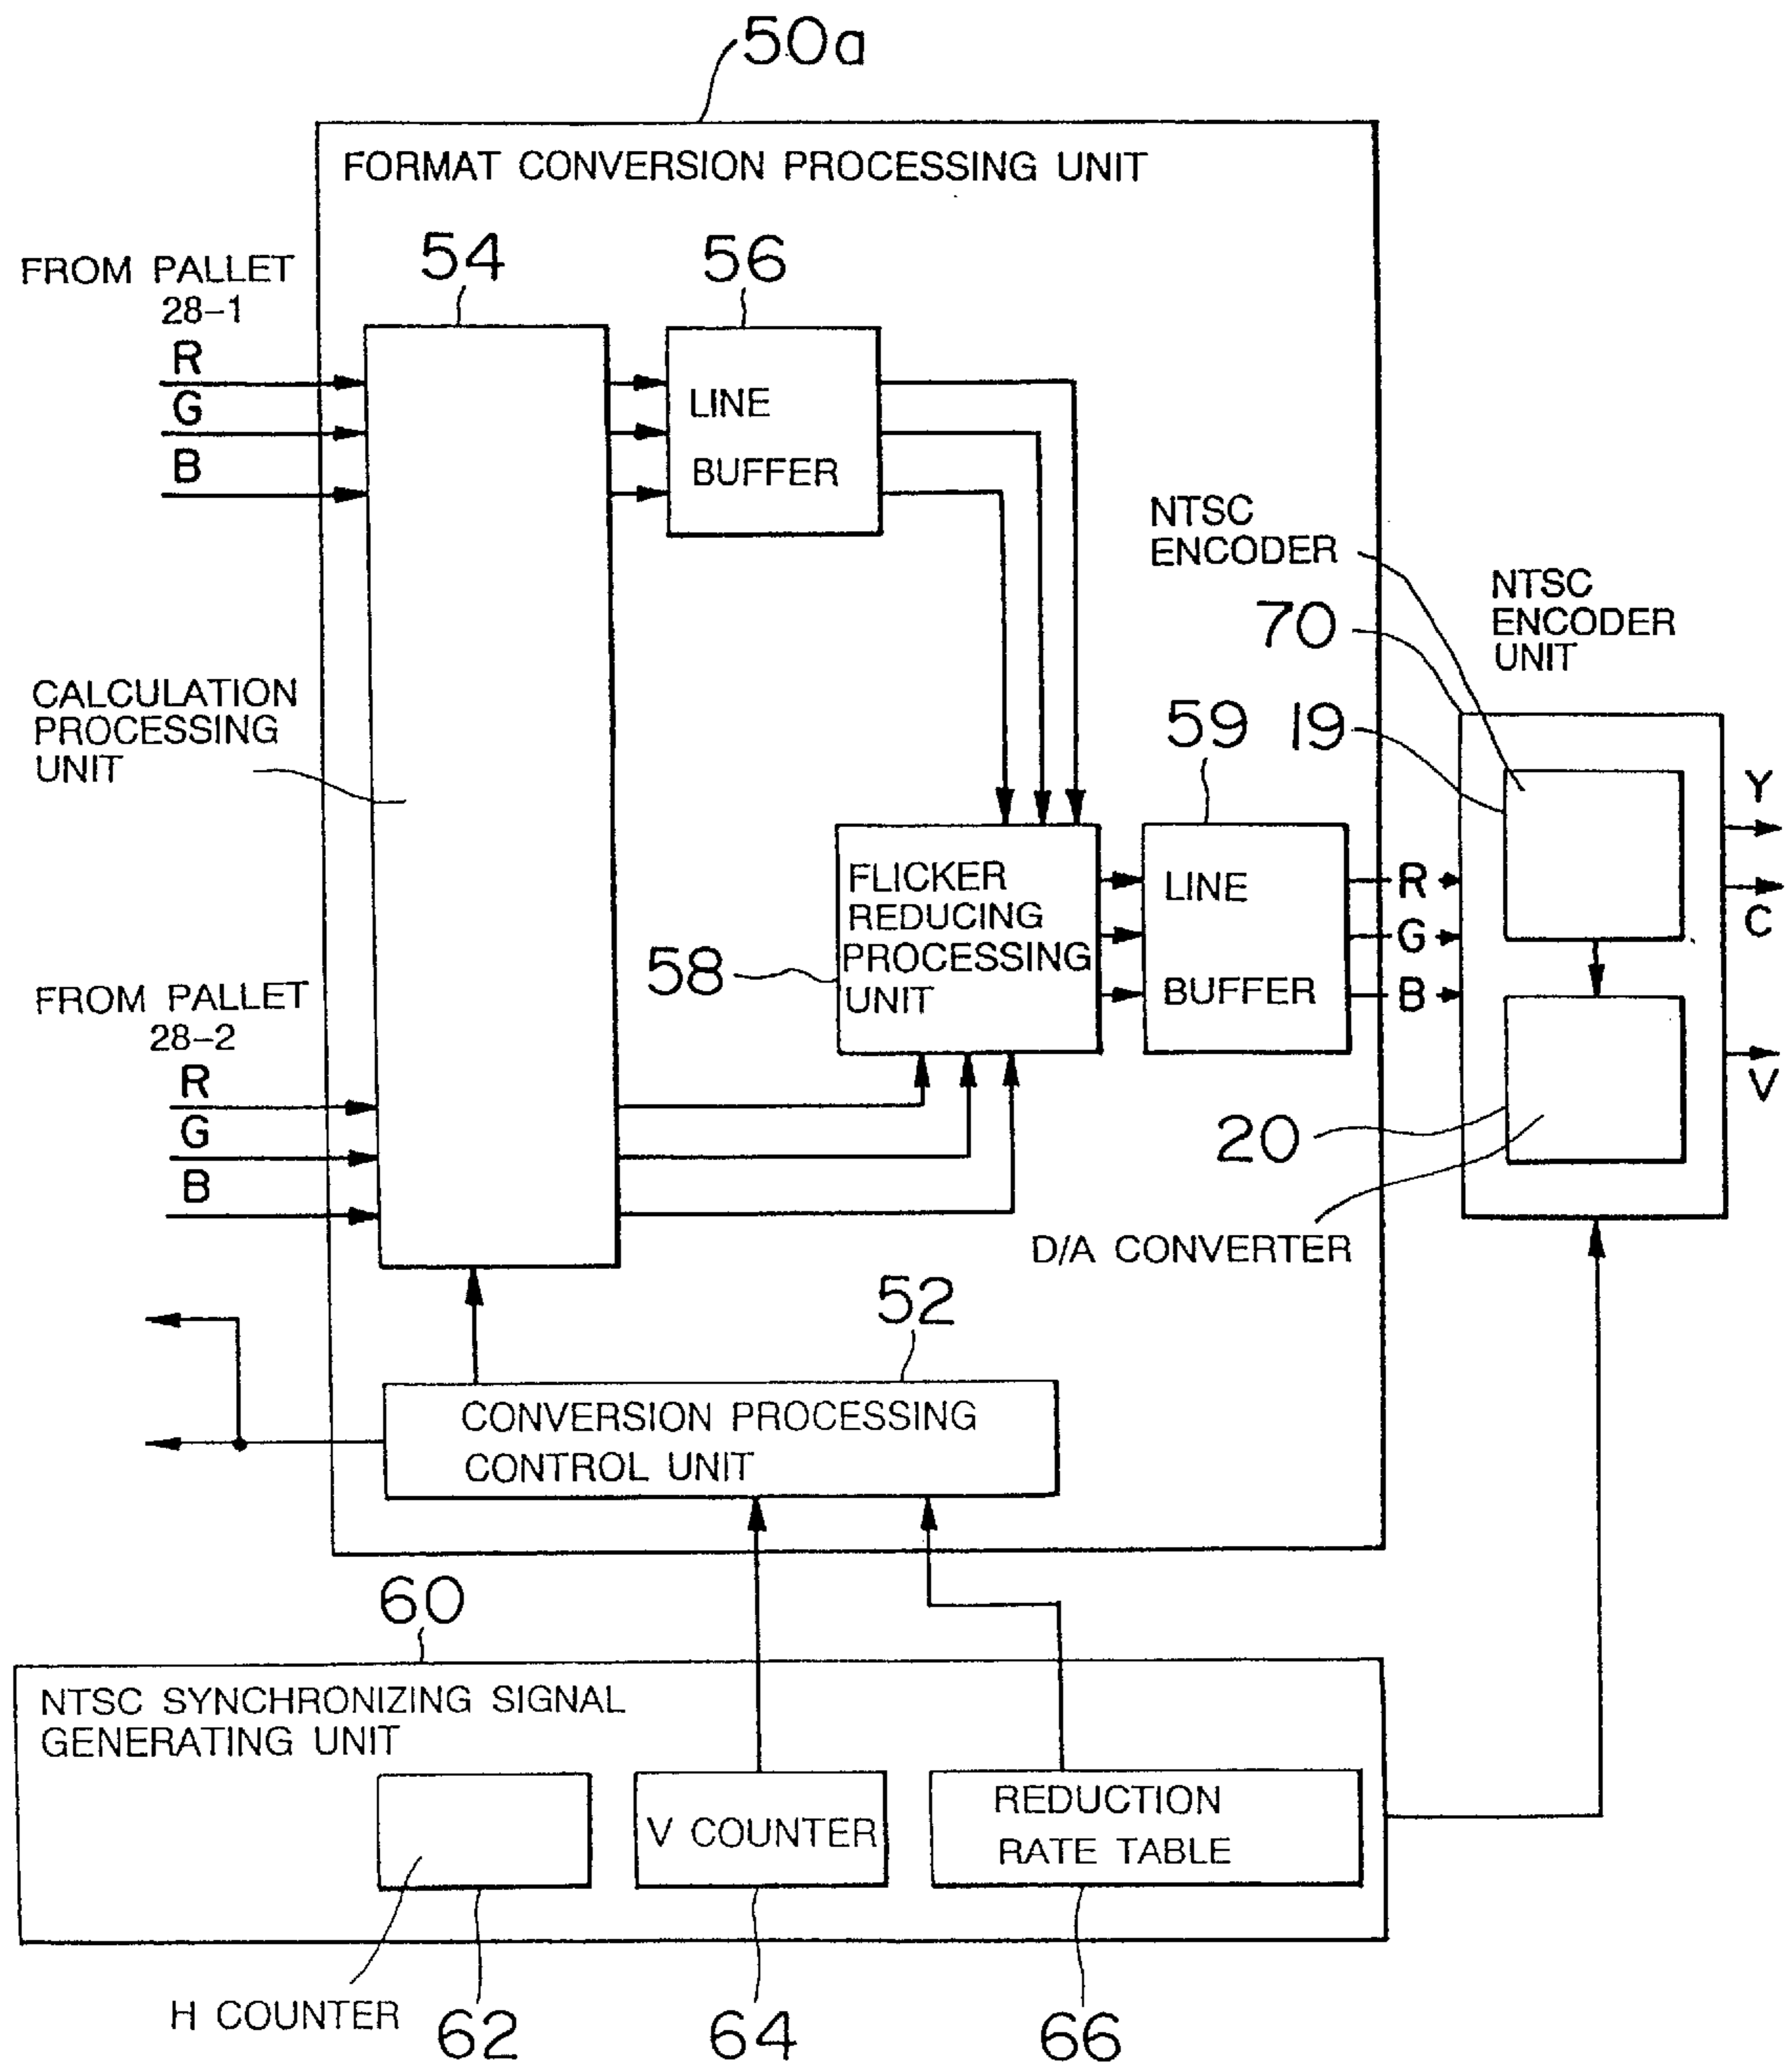 50a
FORMAT CONVERSION PROCESSING UNIT
FROM PALLET
28-1
R
G
B
54
56
LINE
BUFFER
NTSC
ENCODER
70
NTSC
ENCODER
UNIT
CALCULATION
PROCESSING
UNIT
59
19
Y
C
V
FLICKER
REDUCING
PROCESSING
UNIT
58
LINE
BUFFER
R
G
B
FROM PALLET
28-2
R
G
B
20
D/A CONVERTER
52
CONVERSION PROCESSING
CONTROL UNIT
60
NTSC SYNCHRONIZING SIGNAL
GENERATING UNIT
V COUNTER
REDUCTION
RATE TABLE
H COUNTER
62
64
66